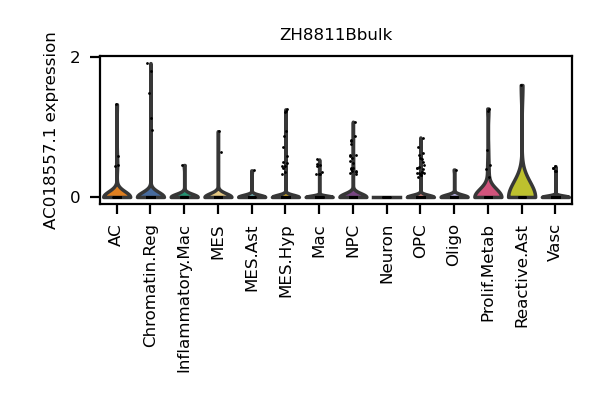 ZH8811Bbulk
AC018557.1 expression
2
0
AC
Chromatin.Reg
Inflammatory.Mac
MES
MES.Ast
MES.Hyp
Mac
NPC
Neuron
OPC
Oligo
Prolif.Metab
Reactive.Ast
Vasc